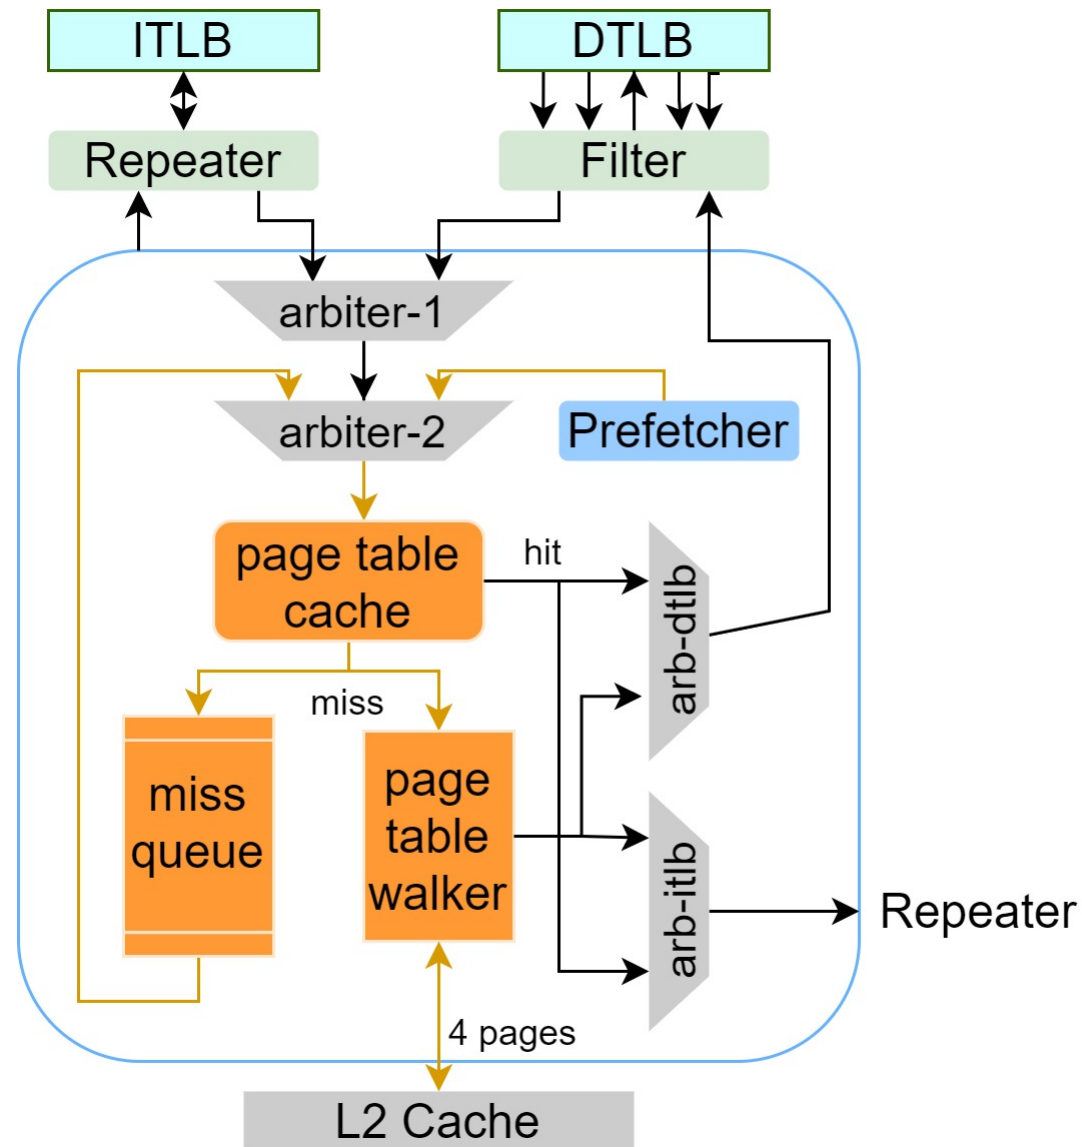 ITLB
DTLB
Repeater
Filter
arbiter-1
arbiter-2
Prefetcher
page table
cache
hit
arb-dtlb
miss
miss
queue
page
table
walker
arb-itlb
Repeater
4 pages
L2 Cache